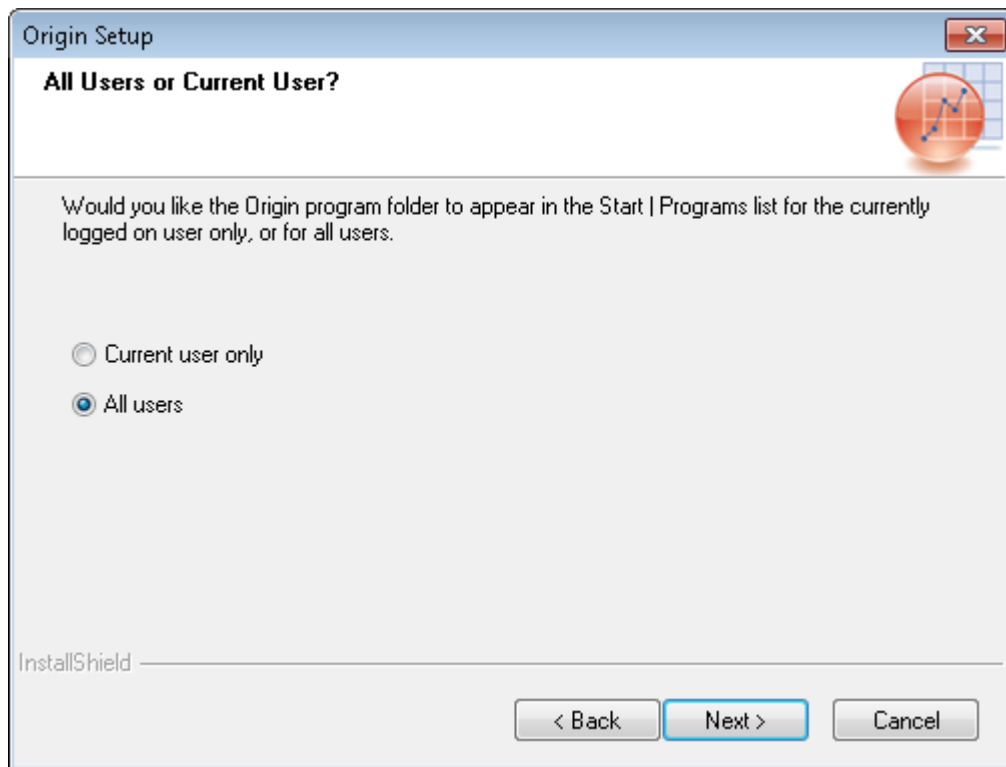 Origin Setup
All Users or Current User?
Would you like the Origin program folder to appear in the Start | Programs list for the currently
logged on user only, or for all users.
Current user only
All users
InstallShield
< Back Next > Cancel